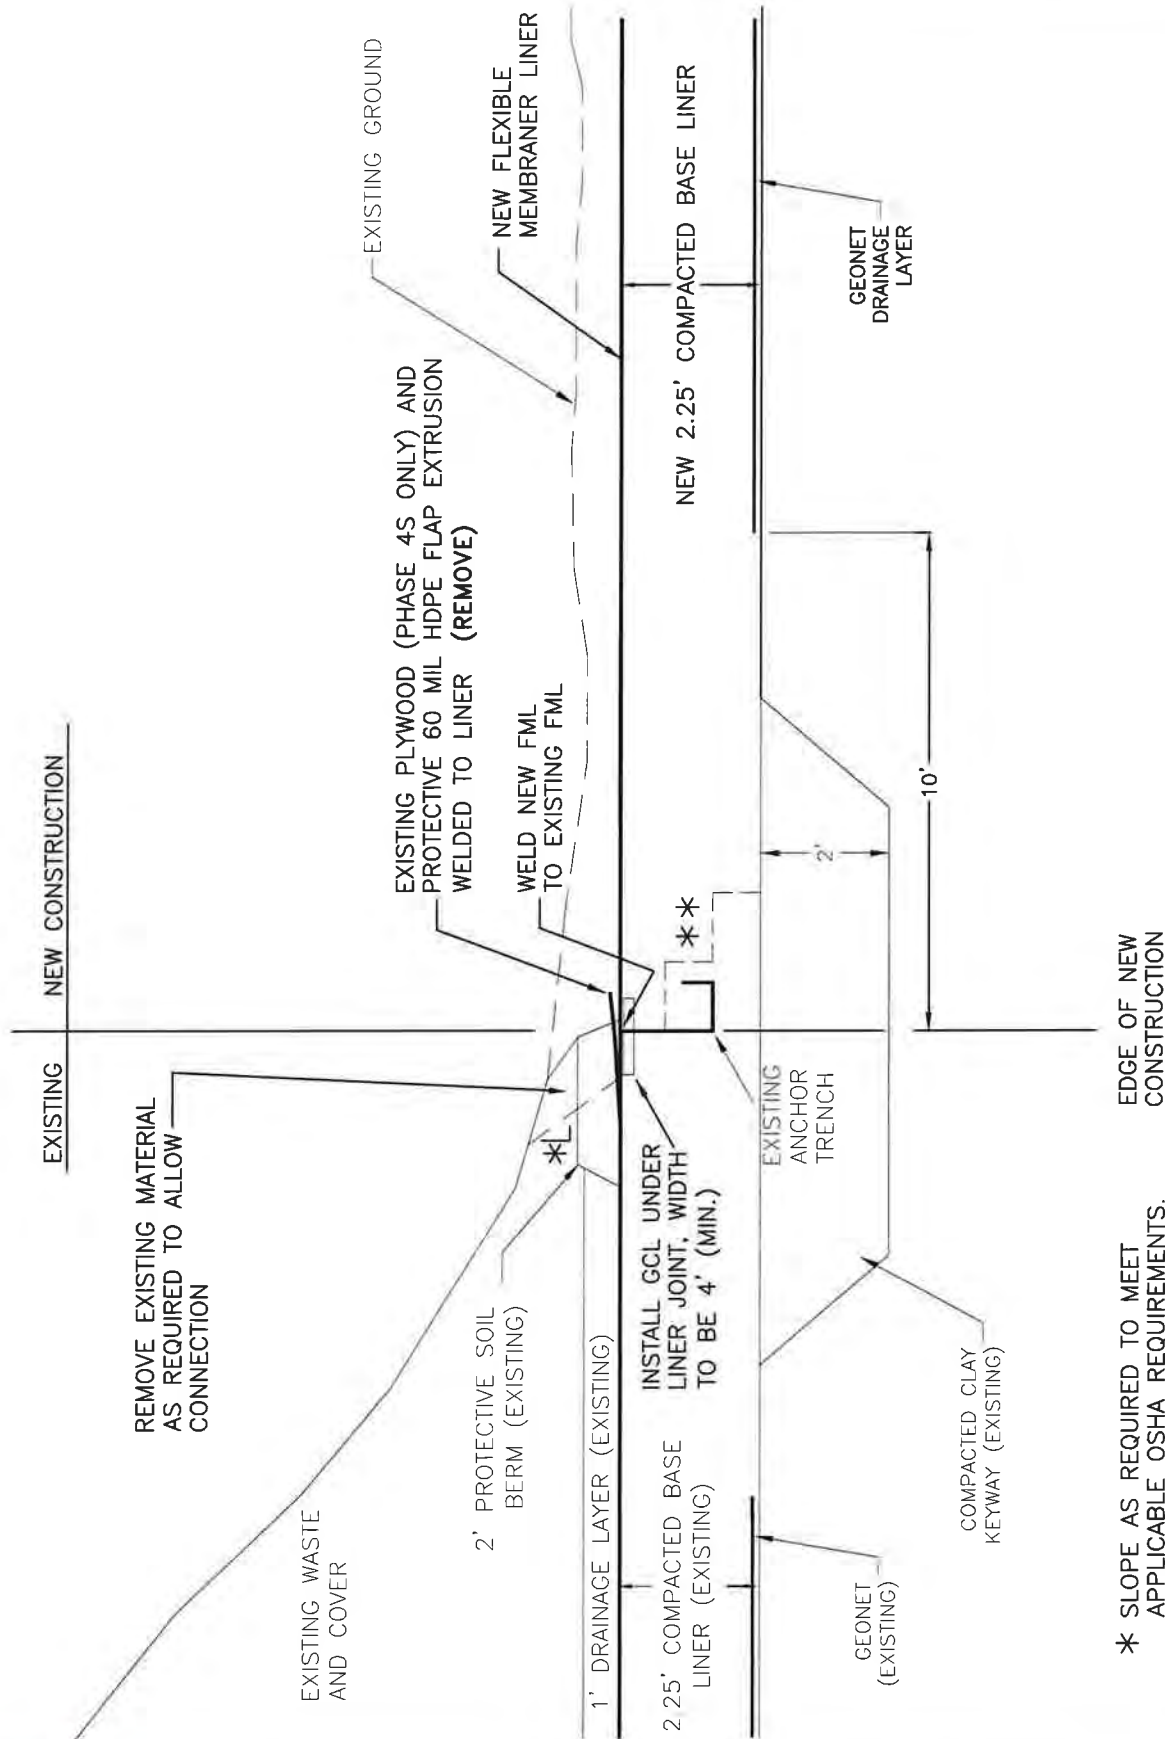 EXISTING
NEW CONSTRUCTION
REMOVE EXISTING MATERIAL
AS REQUIRED TO ALLOW
CONNECTION
EXISTING WASTE
AND COVER
2' PROTECTIVE SOIL
BERM (EXISTING)
1' DRAINAGE LAYER (EXISTING)
2.25' COMPACTED BASE
LINER (EXISTING)
GEONET
(EXISTING)
COMPACTED CLAY
KEYWAY (EXISTING)
INSTALL GCL UNDER
LINER JOINT, WIDTH
TO BE 4' (MIN.)
EXISTING
ANCHOR
TRENCH
*
**
EXISTING PLYWOOD (PHASE 4S ONLY) AND
PROTECTIVE 60 MIL HDPE FLAP EXTRUSION
WELDED TO LINER (REMOVE)
WELD NEW FML
TO EXISTING FML
EXISTING GROUND
NEW FLEXIBLE
MEMBRANER LINER
NEW 2.25' COMPACTED BASE LINER
GEONET
DRAINAGE
LAYER
2'
10'
EDGE OF NEW
CONSTRUCTION
* SLOPE AS REQUIRED TO MEET
APPLICABLE OSHA REQUIREMENTS.